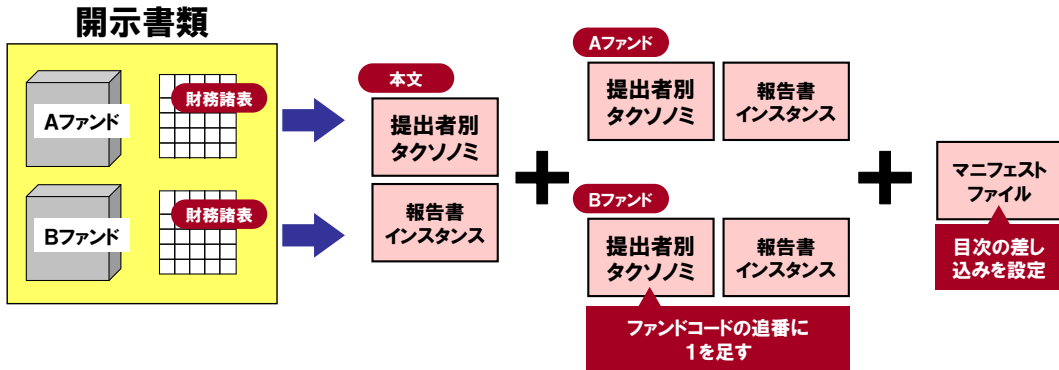 開示書類
Aファンド
財務諸表
Bファンド
財務諸表
本文
提出者別
タクソノミ
報告書
インスタンス
Aファンド
提出者別
タクソノミ
報告書
インスタンス
Bファンド
提出者別
タクソノミ
報告書
インスタンス
ファンドコードの追番に
1を足す
マニフェスト
ファイル
目次の差し
込みを設定